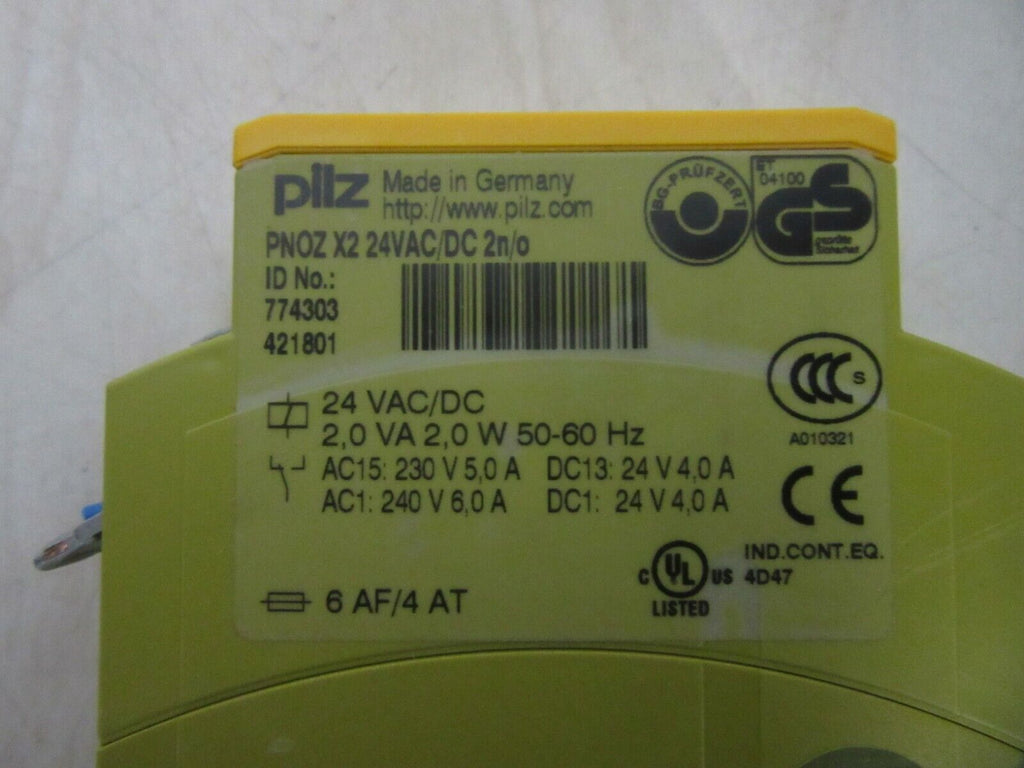 pilz Made in Germany
http://www.pilz.com
BG-PRÜFZERT
ET
04100
GS
geprüfte
Sicherheit
PNOZ X2 24VAC/DC 2n/o
ID No.:
774303
421801
CCC S
A010321
24 VAC/DC
2,0 VA 2,0 W 50-60 Hz
AC15: 230 V 5,0 A DC13: 24 V 4,0 A
AC1: 240 V 6,0 A DC1: 24 V 4,0 A
CE
IND.CONT.EQ.
C UL US 4D47
LISTED
6 AF/4 AT